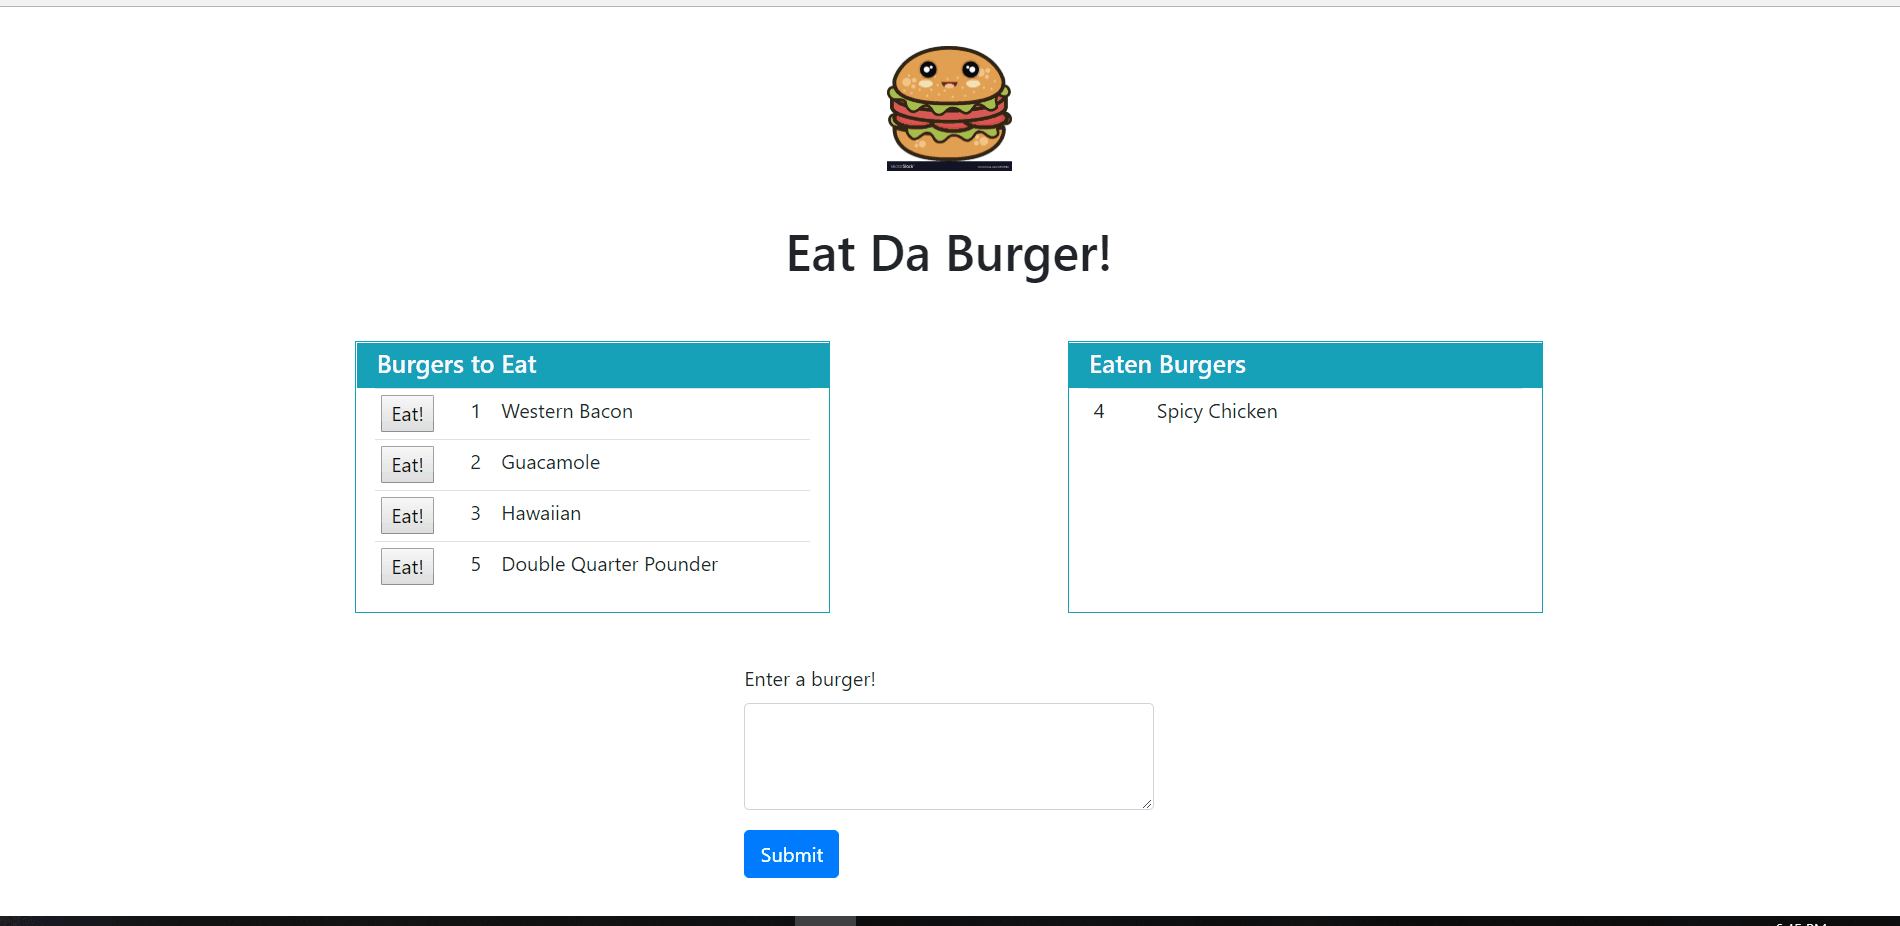 Eat Da Burger!
Burgers to Eat
Eat! 1 Western Bacon
Eat! 2 Guacamole
Eat! 3 Hawaiian
Eat! 5 Double Quarter Pounder
Eaten Burgers
4 Spicy Chicken
Enter a burger!
Submit